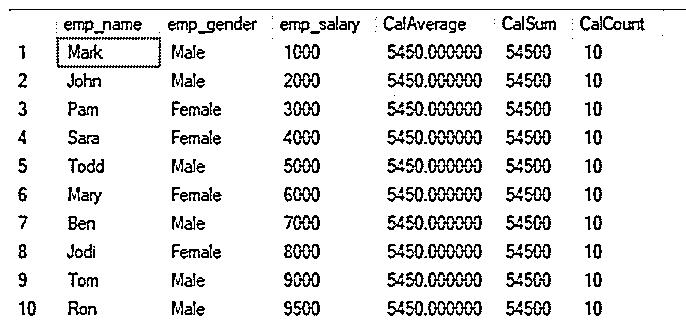 emp_name emp_gender emp_salary CalAverage CalSum CalCount
1 Mark Male 1000 5450.000000 54500 10
2 John Male 2000 5450.000000 54500 10
3 Pam Female 3000 5450.000000 54500 10
4 Sara Female 4000 5450.000000 54500 10
5 Todd Male 5000 5450.000000 54500 10
6 Mary Female 6000 5450.000000 54500 10
7 Ben Male 7000 5450.000000 54500 10
8 Jodi Female 8000 5450.000000 54500 10
9 Tom Male 9000 5450.000000 54500 10
10 Ron Male 9500 5450.000000 54500 10